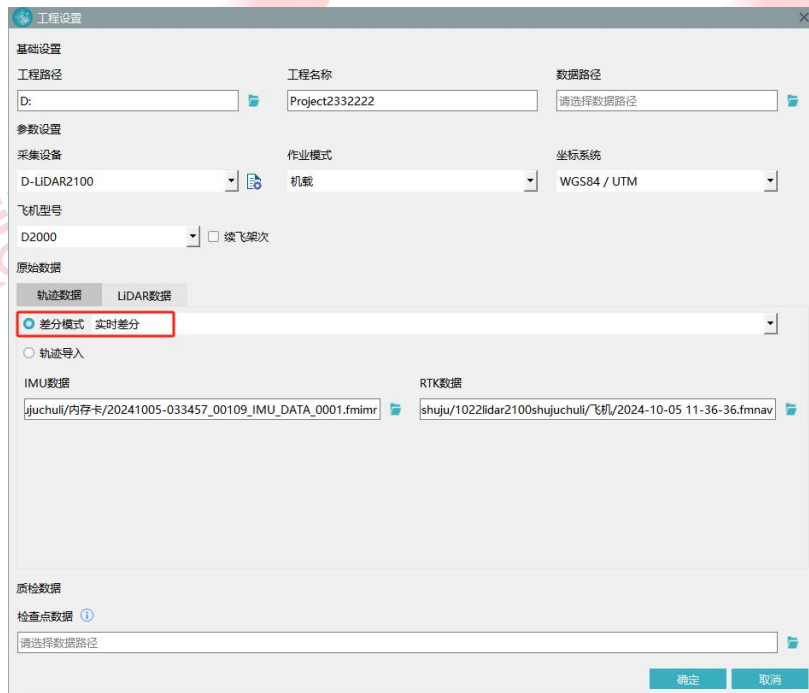 工程设置
基础设置
工程路径 工程名称 数据路径
D: Project2332222 请选择数据路径
参数设置
采集设备 作业模式 坐标系统
D-LiDAR2100 机载 WGS84 / UTM
飞机型号
D2000 续飞架次
原始数据
轨迹数据 LiDAR数据
差分模式 实时差分
轨迹导入
IMU数据 RTK数据
ujuchuli/内存卡/20241005-033457_00109_IMU_DATA_0001.fmimr shuju/1022lidar2100shujuchuli/飞机/2024-10-05 11-36-36.fmnav
质检数据
检查点数据
请选择数据路径
确定 取消